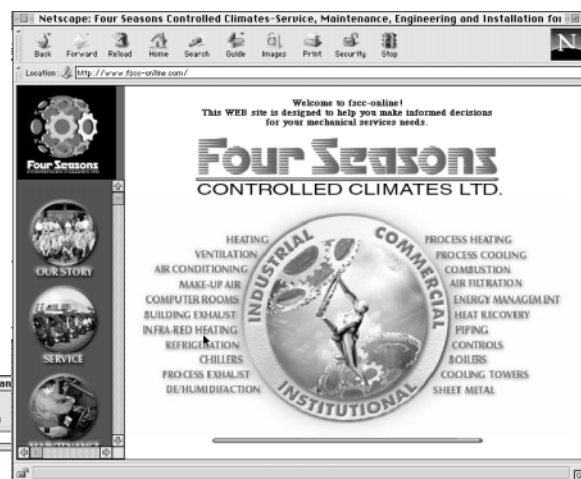 Netscape: Four Seasons Controlled Climates-Service, Maintenance, Engineering and Installation for
Back Forward Reload Home Search Guide Images Print Security Stop
N
Location: http://www.fscc-online.com/
Four Seasons
CONTROLLED CLIMATES LTD.
OUR STORY
SERVICE
MAINTENANCE
Welcome to fscc-online!
This WEB site is designed to help you make informed decisions
for your mechanical services needs.
Four Seasons
CONTROLLED CLIMATES LTD.
HEATING
VENTILATION
AIR CONDITIONING
MAKE-UP AIR
COMPUTER ROOMS
BUILDING EXHAUST
INFRA-RED HEATING
REFRIGERATION
CHILLERS
PROCESS EXHAUST
DE/HUMIDIFACTION
INDUSTRIAL
COMMERCIAL
INSTITUTIONAL
PROCESS HEATING
PROCESS COOLING
COMBUSTION
AIR FILTRATION
ENERGY MANAGEMENT
HEAT RECOVERY
PIPING
CONTROLS
BOILERS
COOLING TOWERS
SHEET METAL